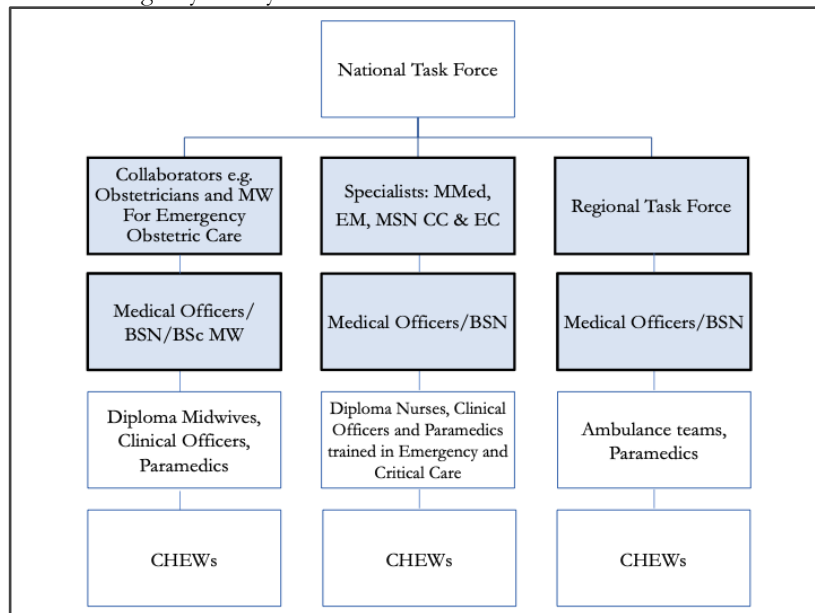 National Task Force
Collaborators e.g.
Obstetricians and MW
For Emergency
Obstetric Care
Specialists: MMed,
EM, MSN CC & EC
Regional Task Force
Medical Officers/
BSN/BSc MW
Medical Officers/BSN
Medical Officers/BSN
Diploma Midwives,
Clinical Officers,
Paramedics
Diploma Nurses, Clinical
Officers and Paramedics
trained in Emergency and
Critical Care
Ambulance teams,
Paramedics
CHEWs
CHEWs
CHEWs